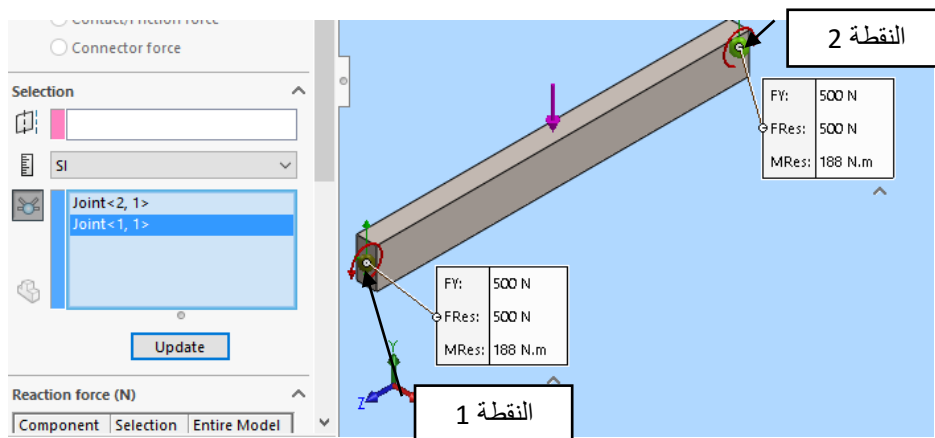 Contact/Friction force
Connector force
Selection
SI
Joint<2, 1>
Joint<1, 1>
Update
Reaction force (N)
Component Selection Entire Model
النقطة 2
FY: 500 N
FRes: 500 N
MRes: 188 N.m
FY: 500 N
FRes: 500 N
MRes: 188 N.m
Y
Z
النقطة 1